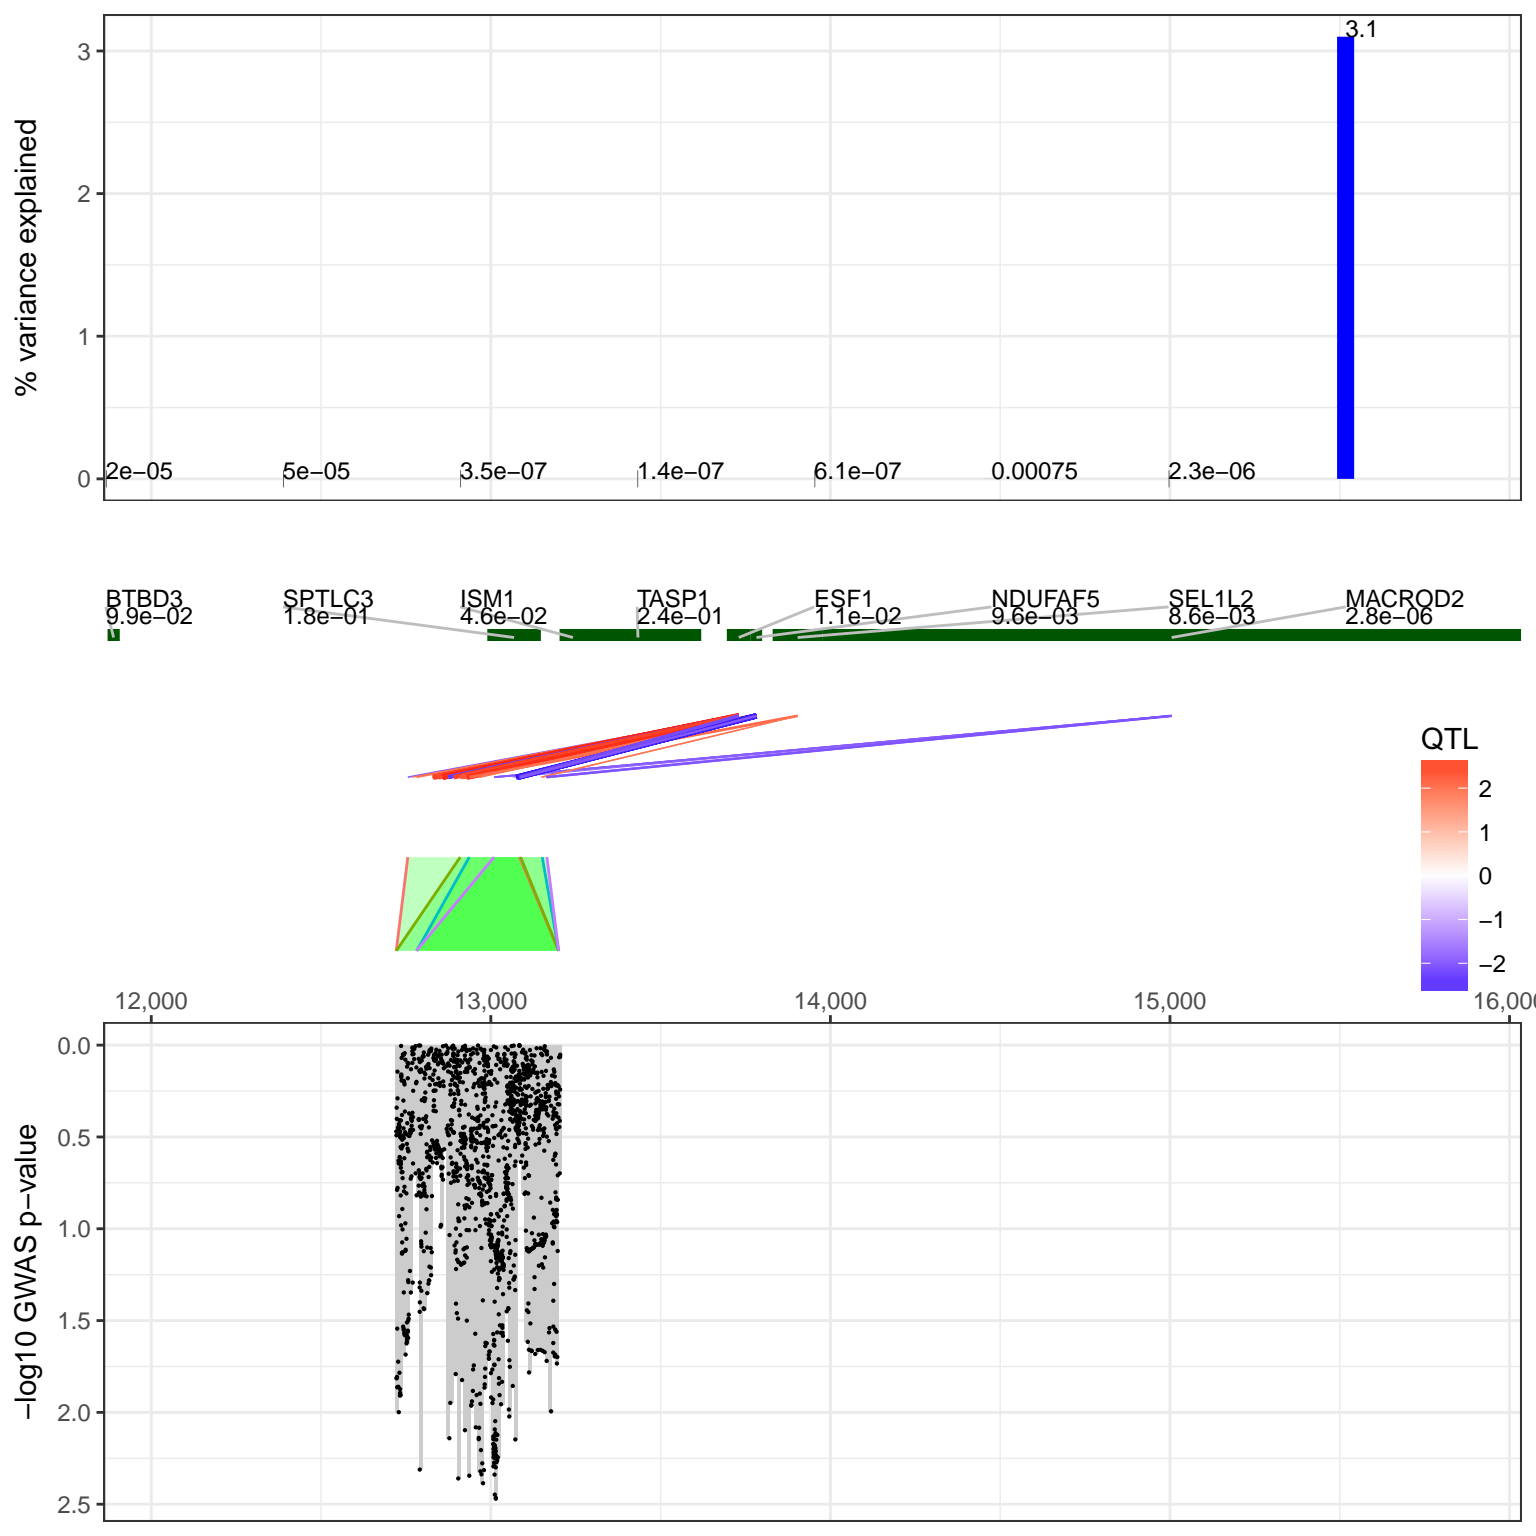 3.1
3
2
1
0
% variance explained
2e−05 5e−05 3.5e−07 1.4e−07 6.1e−07 0.00075 2.3e−06
BTBD3 SPTLC3 ISM1 TASP1 ESF1 NDUFAF5 SEL1L2 MACROD2
9.9e−02 1.8e−01 4.6e−02 2.4e−01 1.1e−02 9.6e−03 8.6e−03 2.8e−06
QTL
2
1
0
−1
−2
12,000 13,000 14,000 15,000 16,00
0.0
0.5
1.0
1.5
2.0
2.5
−log10 GWAS p−value